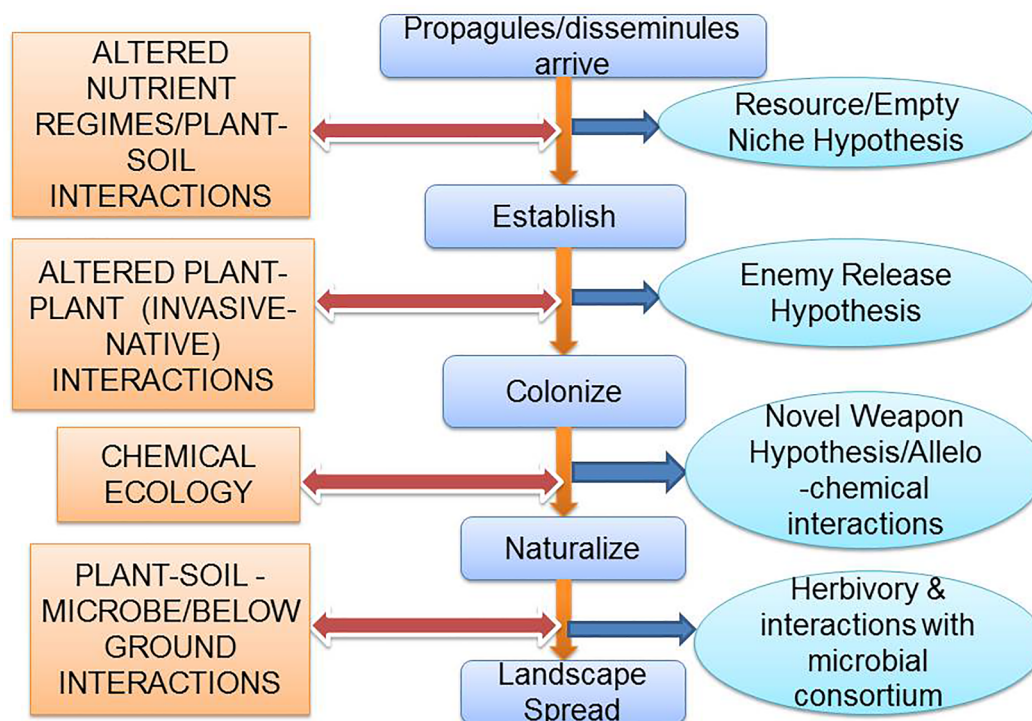 Propagules/disseminules
arrive
ALTERED
NUTRIENT
REGIMES/PLANT-
SOIL
INTERACTIONS
Resource/Empty
Niche Hypothesis
Establish
ALTERED PLANT-
PLANT (INVASIVE-
NATIVE)
INTERACTIONS
Enemy Release
Hypothesis
Colonize
CHEMICAL
ECOLOGY
Novel Weapon
Hypothesis/Allelo
-chemical
interactions
Naturalize
PLANT-SOIL -
MICROBE/BELOW
GROUND
INTERACTIONS
Herbivory &
interactions with
microbial
consortium
Landscape
Spread